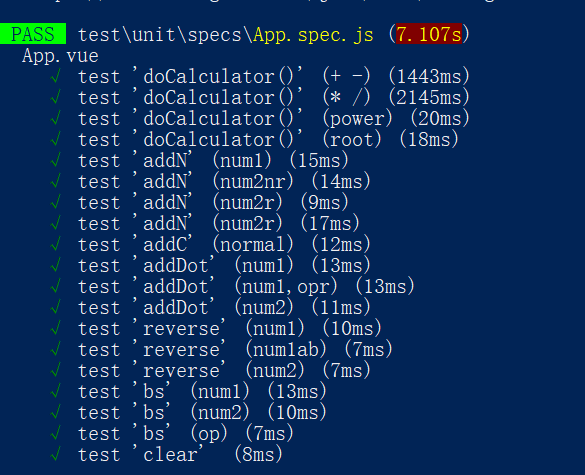 PASS test\unit\specs\App.spec.js (7.107s)
App.vue
√ test 'doCalculator()' (+ -) (1443ms)
√ test 'doCalculator()' (* /) (2145ms)
√ test 'doCalculator()' (power) (20ms)
√ test 'doCalculator()' (root) (18ms)
√ test 'addN' (num1) (15ms)
√ test 'addN' (num2nr) (14ms)
√ test 'addN' (num2r) (9ms)
√ test 'addN' (num2r) (17ms)
√ test 'addC' (normal) (12ms)
√ test 'addDot' (num1) (13ms)
√ test 'addDot' (num1,opr) (13ms)
√ test 'addDot' (num2) (11ms)
√ test 'reverse' (num1) (10ms)
√ test 'reverse' (num1ab) (7ms)
√ test 'reverse' (num2) (7ms)
√ test 'bs' (num1) (13ms)
√ test 'bs' (num2) (10ms)
√ test 'bs' (op) (7ms)
√ test 'clear'  (8ms)